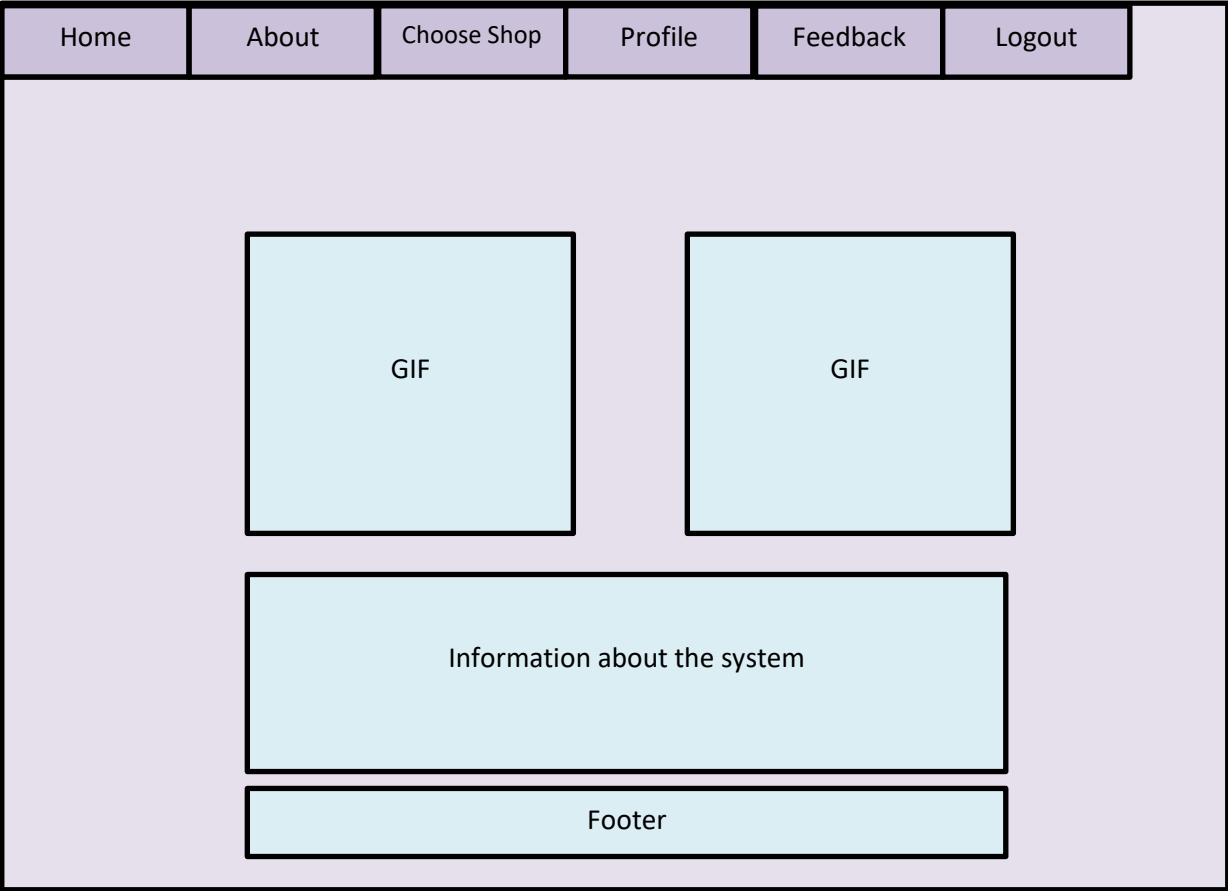 Home
About
Choose Shop
Profile
Feedback
Logout
GIF
GIF
Information about the system
Footer